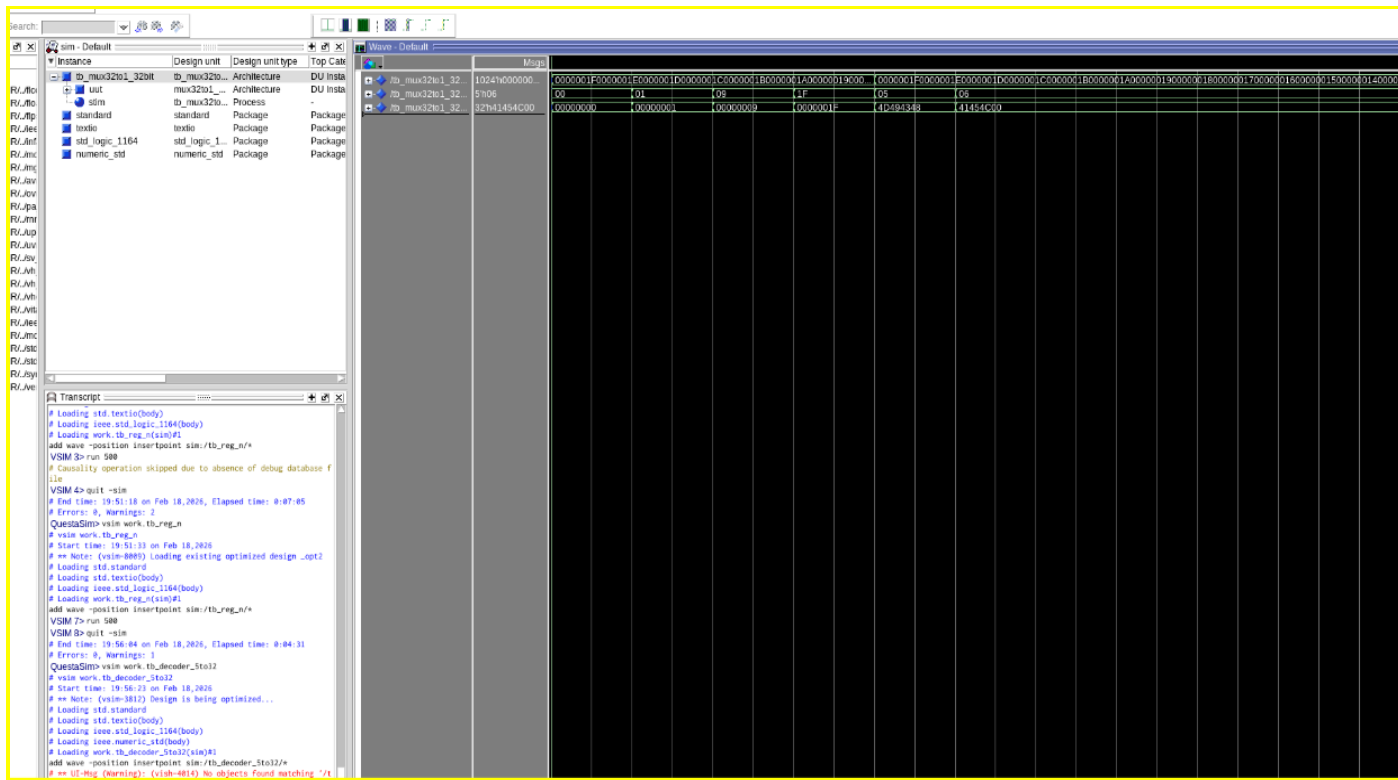 Search:
sim - Default
Instance Design unit Design unit type Top Cate
tb_mux32to1_32bit tb_mux32to... Architecture DU Insta
uut mux32to1_... Architecture DU Insta
stim tb_mux32to... Process -
standard standard Package Package
textio textio Package Package
std_logic_1164 std_logic_1... Package Package
numeric_std numeric_std Package Package
Transcript
# Loading std.textio(body)
# Loading ieee.std_logic_1164(body)
# Loading work.tb_reg_n(sim)#1
add wave -position insertpoint sim:/tb_reg_n/*
VSIM 3> run 500
# Causality operation skipped due to absence of debug database f
ile
VSIM 4> quit -sim
# End time: 19:51:18 on Feb 18,2026, Elapsed time: 0:07:05
# Errors: 0, Warnings: 2
QuestaSim> vsim work.tb_reg_n
# vsim work.tb_reg_n
# Start time: 19:51:33 on Feb 18,2026
# ** Note: (vsim-8009) Loading existing optimized design _opt2
# Loading std.standard
# Loading std.textio(body)
# Loading ieee.std_logic_1164(body)
# Loading work.tb_reg_n(sim)#1
add wave -position insertpoint sim:/tb_reg_n/*
VSIM 7> run 500
VSIM 8> quit -sim
# End time: 19:56:04 on Feb 18,2026, Elapsed time: 0:04:31
# Errors: 0, Warnings: 1
QuestaSim> vsim work.tb_decoder_5to32
# vsim work.tb_decoder_5to32
# Start time: 19:56:23 on Feb 18,2026
# ** Note: (vsim-3812) Design is being optimized...
# Loading std.standard
# Loading std.textio(body)
# Loading ieee.std_logic_1164(body)
# Loading ieee.numeric_std(body)
# Loading work.tb_decoder_5to32(sim)#1
add wave -position insertpoint sim:/tb_decoder_5to32/*
# ** UI-Msg (Warning): (vish-4014) No objects found matching '/t
Wave - Default
Msgs
/tb_mux32to1_32... 1024'h000000... 0000001F0000001E0000001D0000001C0000001B0000001A00000019000... 0000001F0000001E0000001D0000001C0000001B0000001A000000190000001800000017000000160000001500000014000
/tb_mux32to1_32... 5'h06 00 01 09 1F 05 06
/tb_mux32to1_32... 32'h41454C00 00000000 00000001 00000009 0000001F 4D494348 41454C00